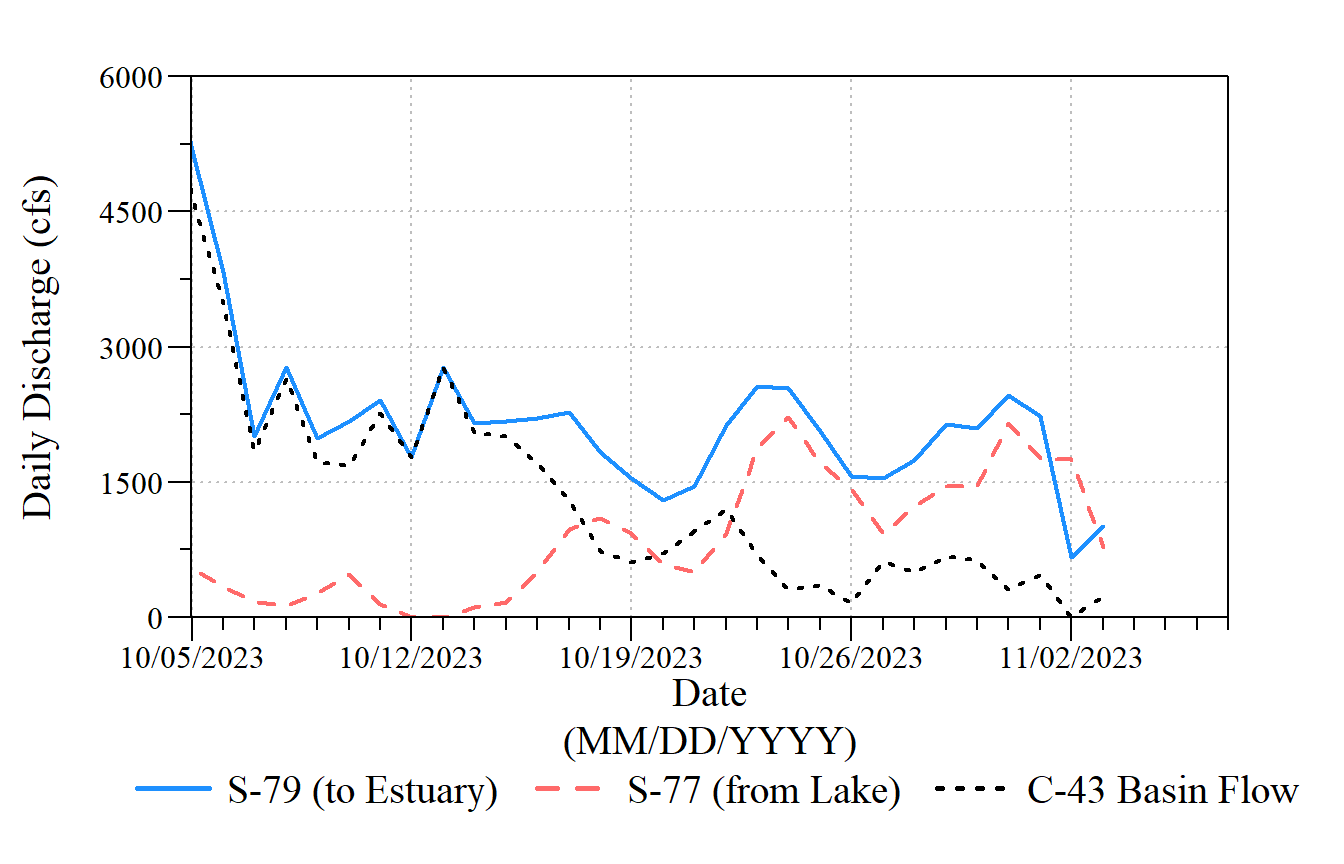 6000
4500
3000
1500
0
Daily Discharge (cfs)
10/05/2023 10/12/2023 10/19/2023 10/26/2023 11/02/2023
Date
(MM/DD/YYYY)
S-79 (to Estuary) S-77 (from Lake) C-43 Basin Flow